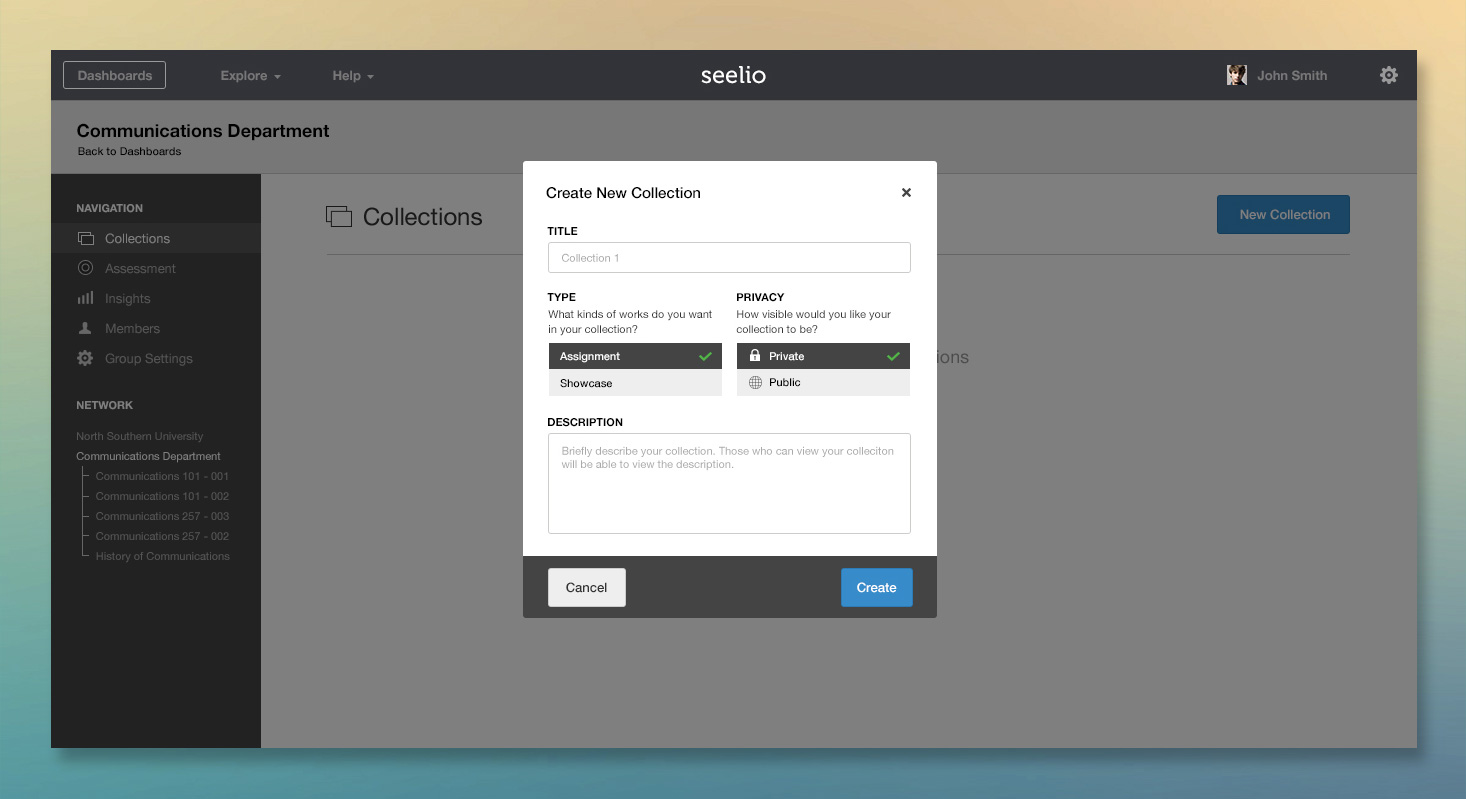 Dashboards
Explore
Help
seelio
John Smith
Communications Department
Back to Dashboards
NAVIGATION
Collections
Assessment
Insights
Members
Group Settings
NETWORK
North Southern University
Communications Department
Communications 101 - 001
Communications 101 - 002
Communications 257 - 003
Communications 257 - 002
History of Communications
Collections
New Collection
Create New Collection
TITLE
Collection 1
TYPE
What kinds of works do you want
in your collection?
Assignment
Showcase
PRIVACY
How visible would you like your
collection to be?
Private
Public
DESCRIPTION
Briefly describe your collection. Those who can view your colleciton
will be able to view the description.
Cancel
Create